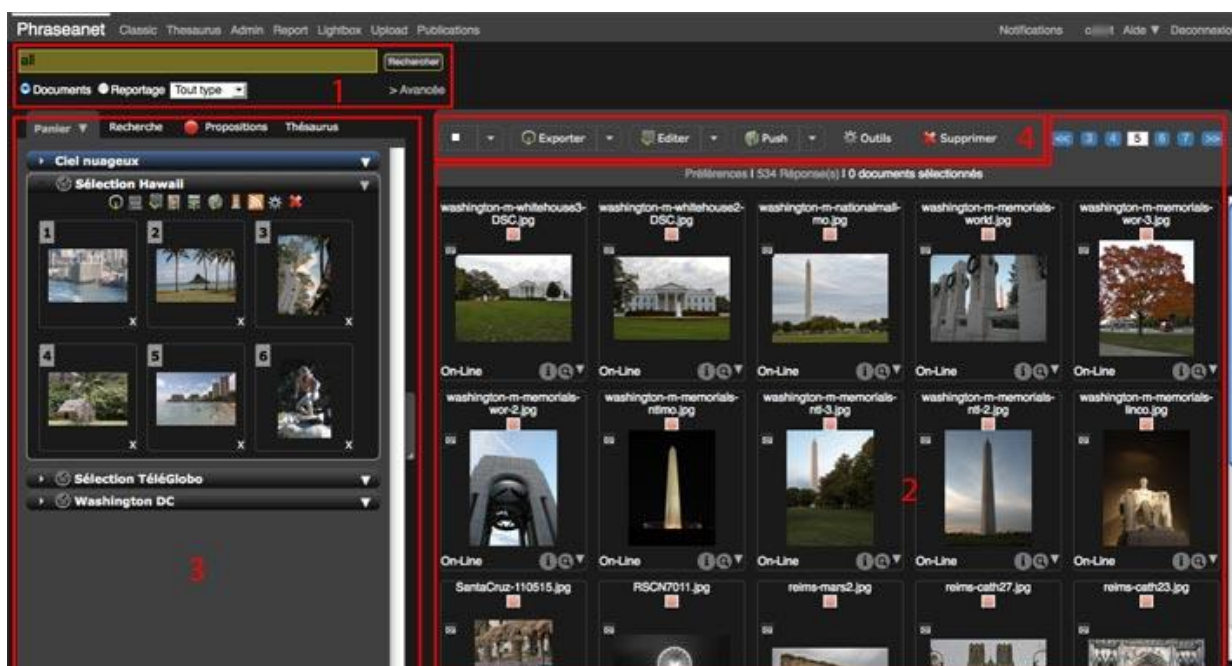 Phraseanet Classic Thesaurus Admin Report Lightbox Upload Publications Notifications Aide ▼ Deconnexio
all Rechercher
Documents Reportage Tout type 1 > Avancée
Panier ▼ Recherche Propositions Thésaurus
Exporter Editer Push Outils Supprimer 4 << 3 4 5 6 7 >>
Préférences I 534 Réponse(s) I 0 documents sélectionnés
Ciel nuageux
Sélection Hawaii
1 2 3
x x x
4 5 6
x x x
Sélection TéléGlobo
Washington DC
3
washington-m-whitehouse3-DSC.jpg
washington-m-whitehouse2-DSC.jpg
washington-m-nationalmall-mo.jpg
washington-m-memorials-world.jpg
washington-m-memorials-wor-3.jpg
On-Line On-Line On-Line On-Line On-Line
washington-m-memorials-wor-2.jpg
washington-m-memorials-ntlmo.jpg
washington-m-memorials-ntl-3.jpg
washington-m-memorials-ntl-2.jpg
washington-m-memorials-linco.jpg
2
On-Line On-Line On-Line On-Line On-Line
SantaCruz-110515.jpg RSCN7011.jpg reims-mars2.jpg reims-cath27.jpg reims-cath23.jpg